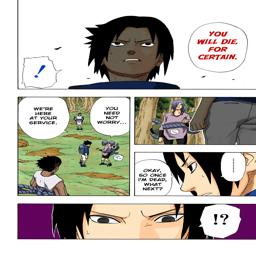 YOU
WILL DIE,
FOR
CERTAIN.
!
YOU
NEED
NOT
WORRY...
WE'RE
HERE
AT YOUR
SERVICE.
OKAY,
SO ONCE
I'M DEAD,
WHAT
NEXT?
!?